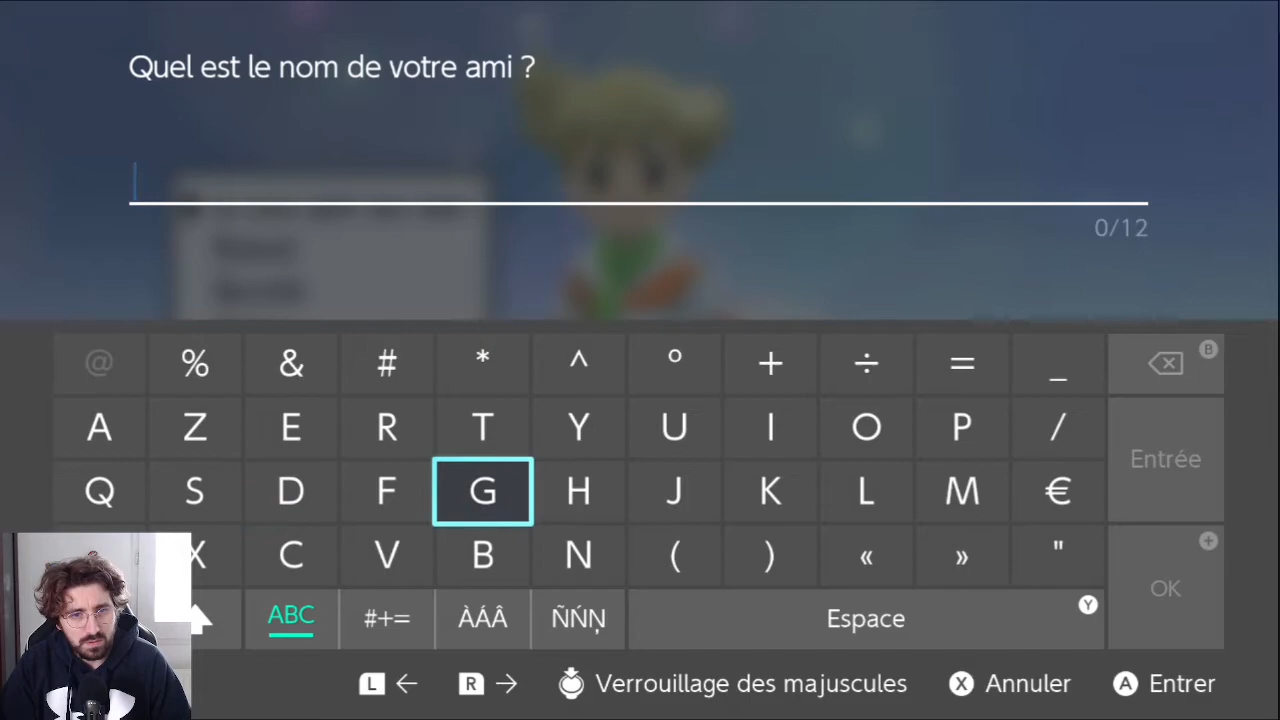 Quel est le nom de votre ami ?
0/12
@ % & # * ^ ° + ÷ = _ B
A Z E R T Y U I O P / Entrée
Q S D F G H J K L M €
X C V B N ( ) « » " +
ABC #+= ÀÁÂ ÑŃŅ Espace Y OK
L ← R → Verrouillage des majuscules X Annuler A Entrer